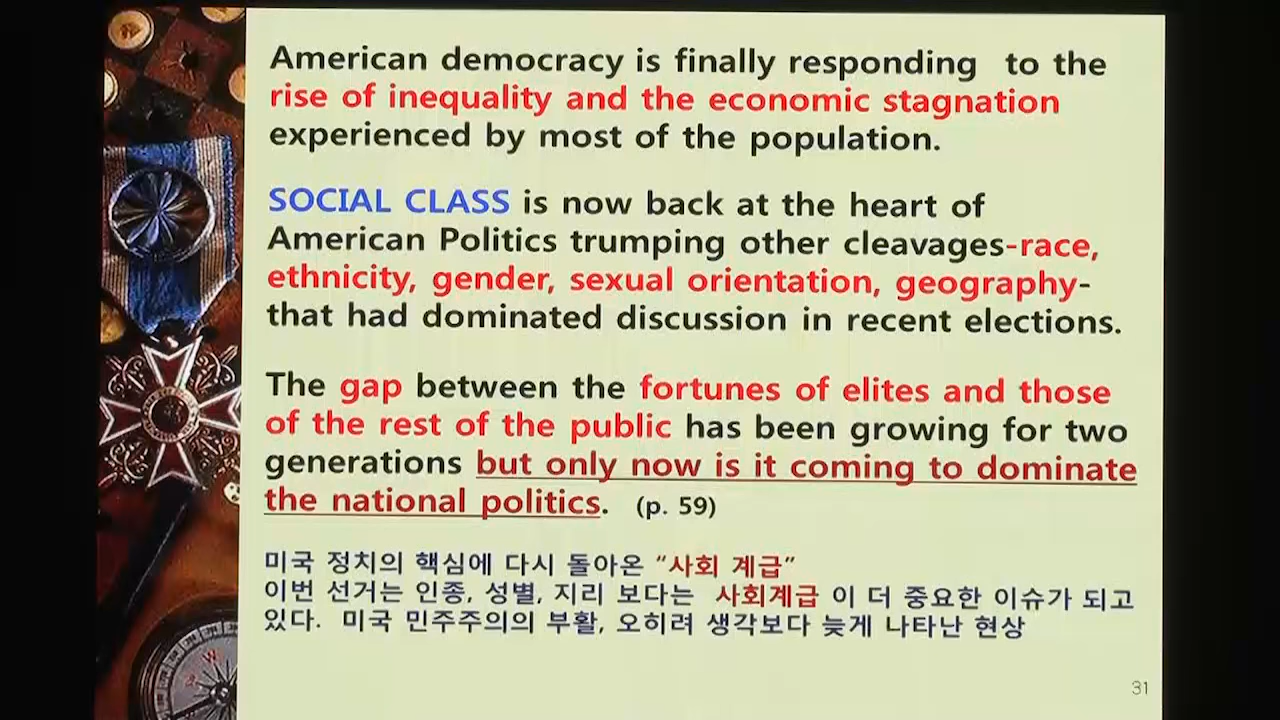 American democracy is finally responding to the
rise of inequality and the economic stagnation
experienced by most of the population.
SOCIAL CLASS is now back at the heart of
American Politics trumping other cleavages-race,
ethnicity, gender, sexual orientation, geography-
that had dominated discussion in recent elections.
The gap between the fortunes of elites and those
of the rest of the public has been growing for two
generations but only now is it coming to dominate
the national politics. (p. 59)
미국 정치의 핵심에 다시 돌아온 “사회 계급”
이번 선거는 인종, 성별, 지리 보다는 사회계급 이 더 중요한 이슈가 되고
있다. 미국 민주주의의 부활, 오히려 생각보다 늦게 나타난 현상
31